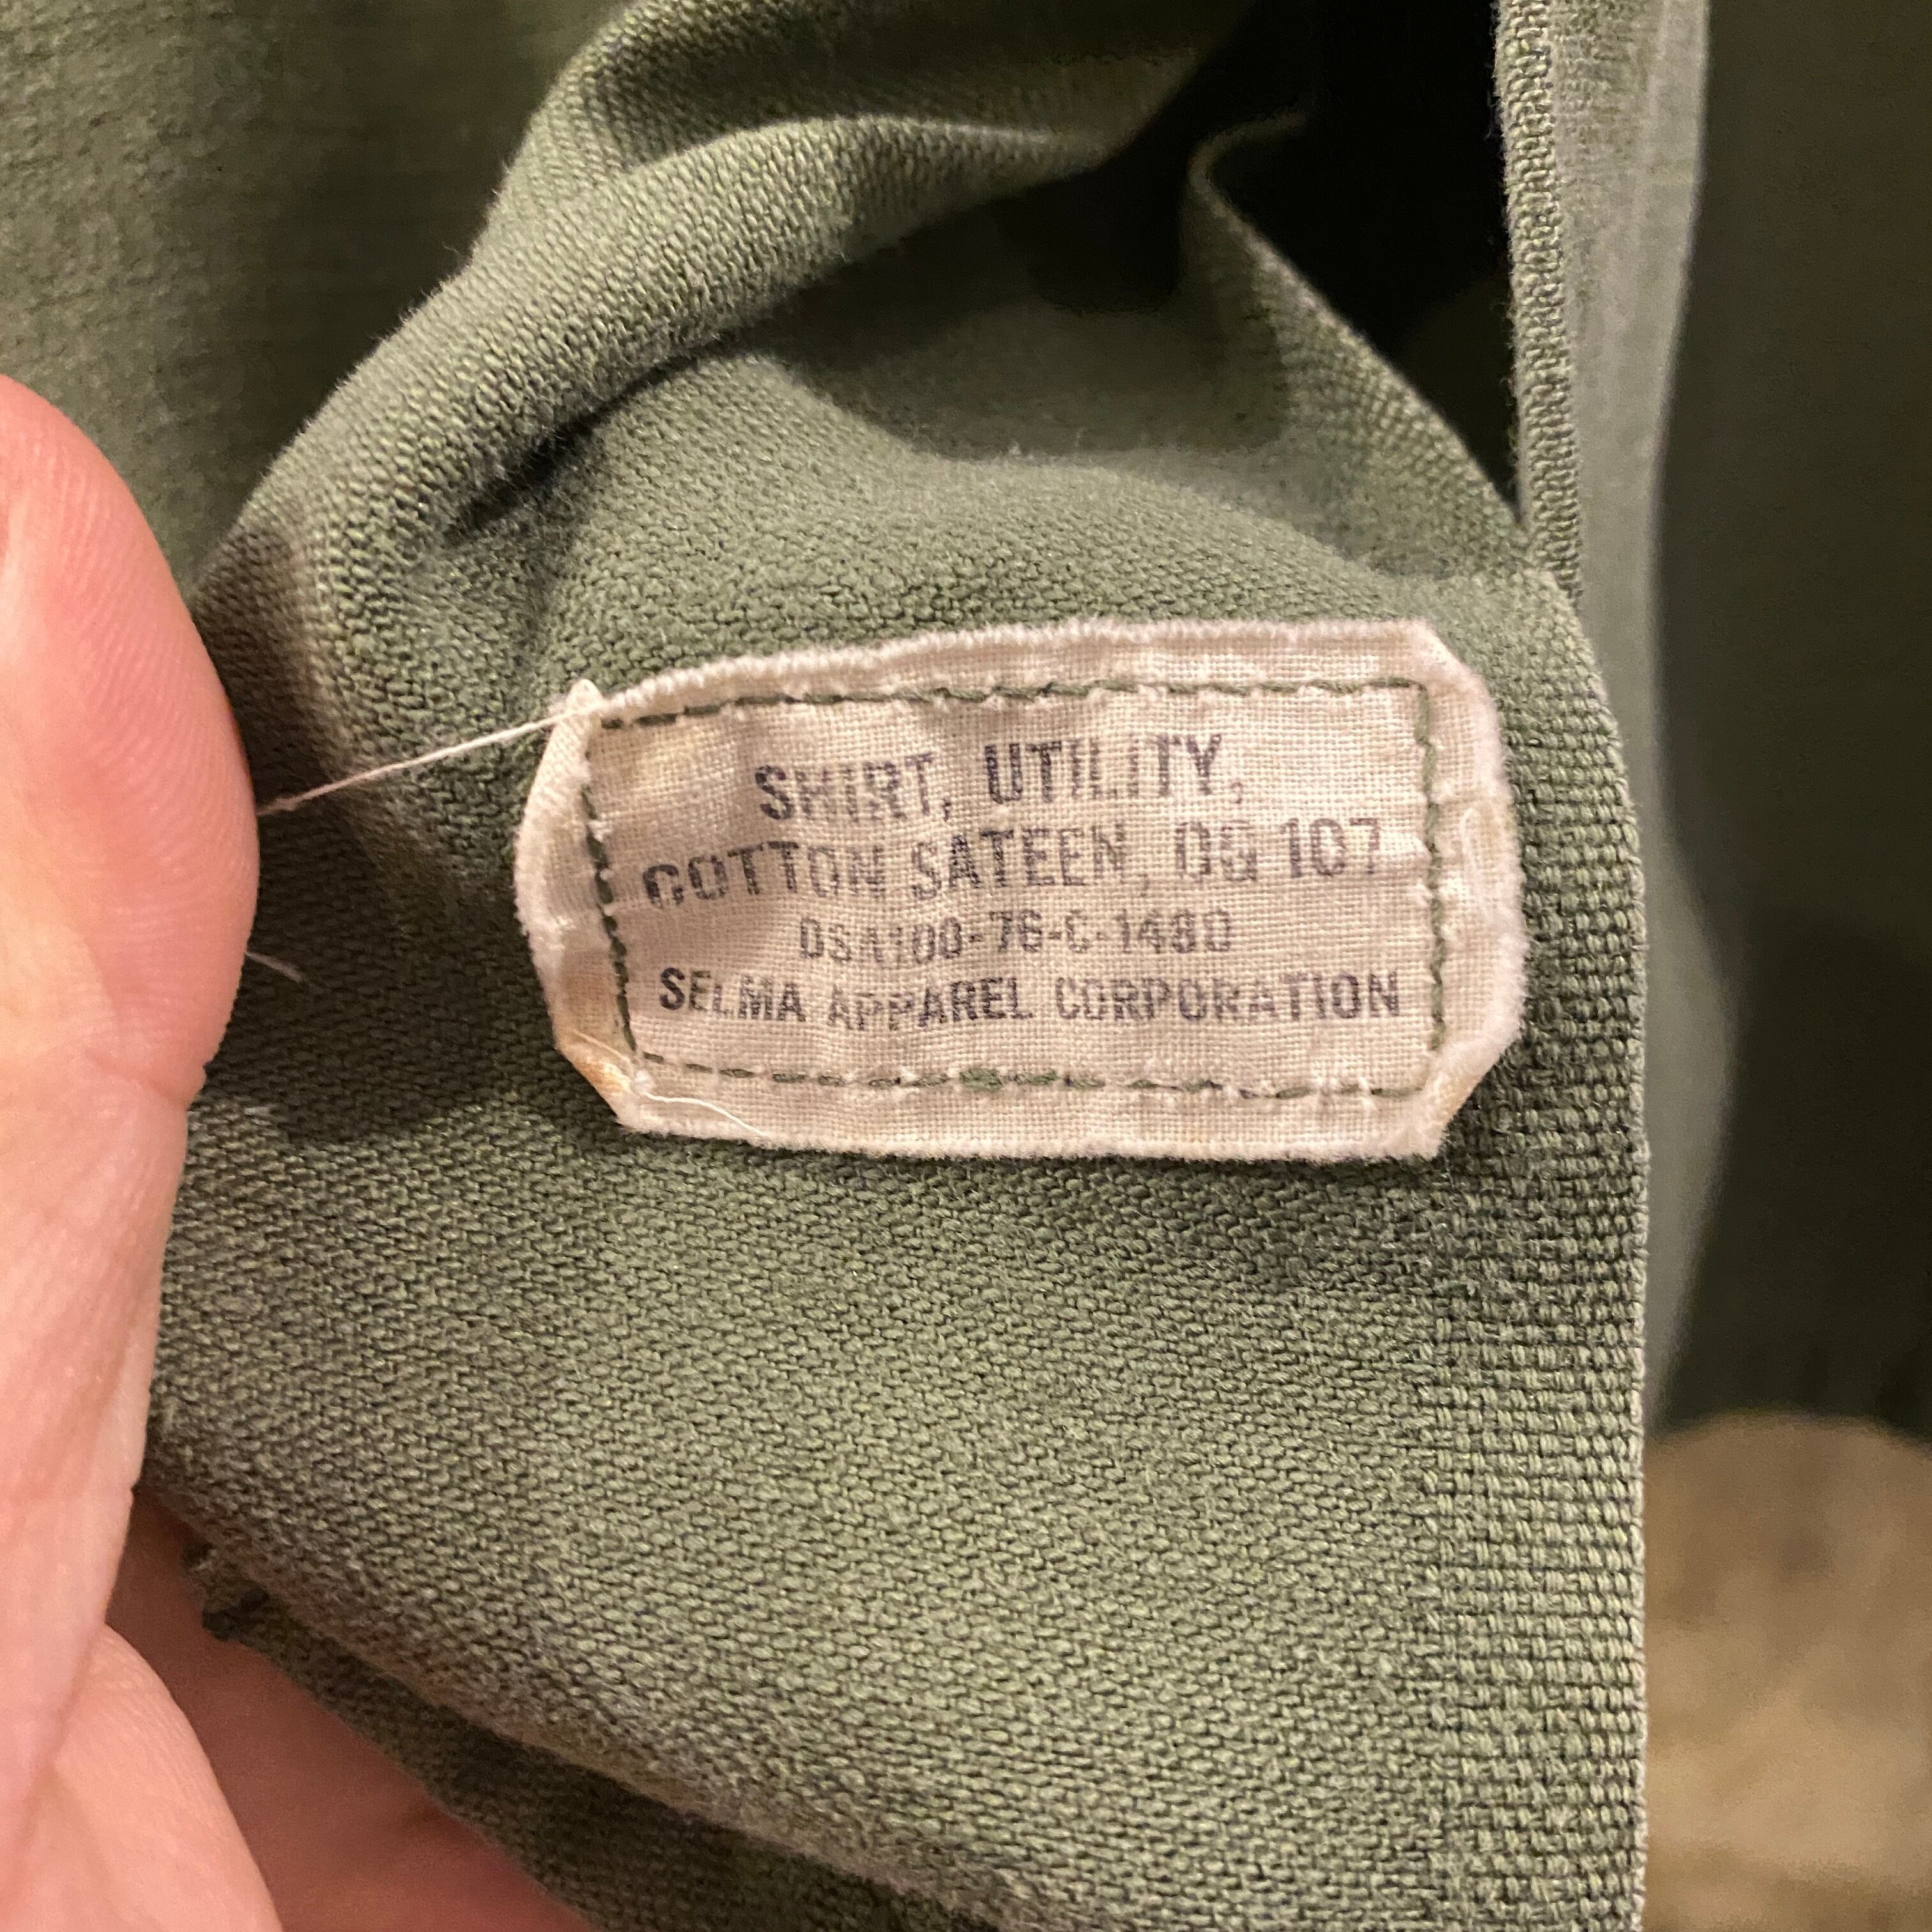 SHIRT, UTILITY,
COTTON SATEEN, OG 107
DSA100-76-C-1480
SELMA APPAREL CORPORATION